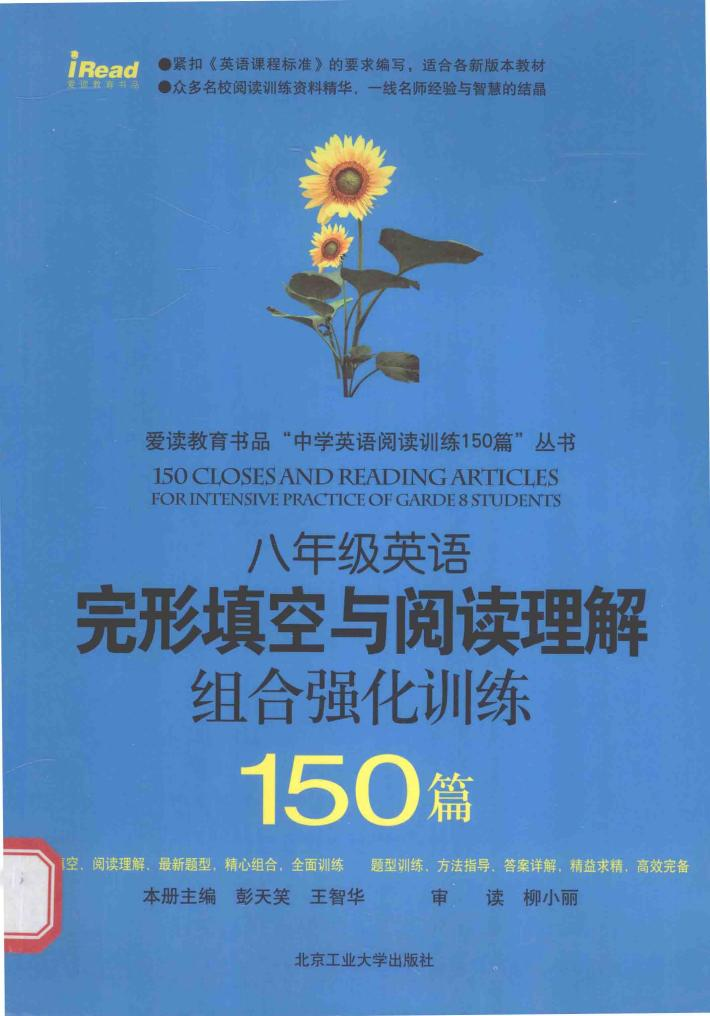 iRead
爱读教育书品
●紧扣《英语课程标准》的要求编写，适合各新版本教材
●众多名校阅读训练资料精华，一线名师经验与智慧的结晶
爱读教育书品“中学英语阅读训练150篇”丛书
150 CLOSES AND READING ARTICLES
FOR INTENSIVE PRACTICE OF GARDE 8 STUDENTS
八年级英语
完形填空与阅读理解
组合强化训练
150篇
填空、阅读理解、最新题型，精心组合，全面训练 题型训练、方法指导、答案详解，精益求精，高效完备
本册主编 彭天笑 王智华 审 读 柳小丽
北京工业大学出版社